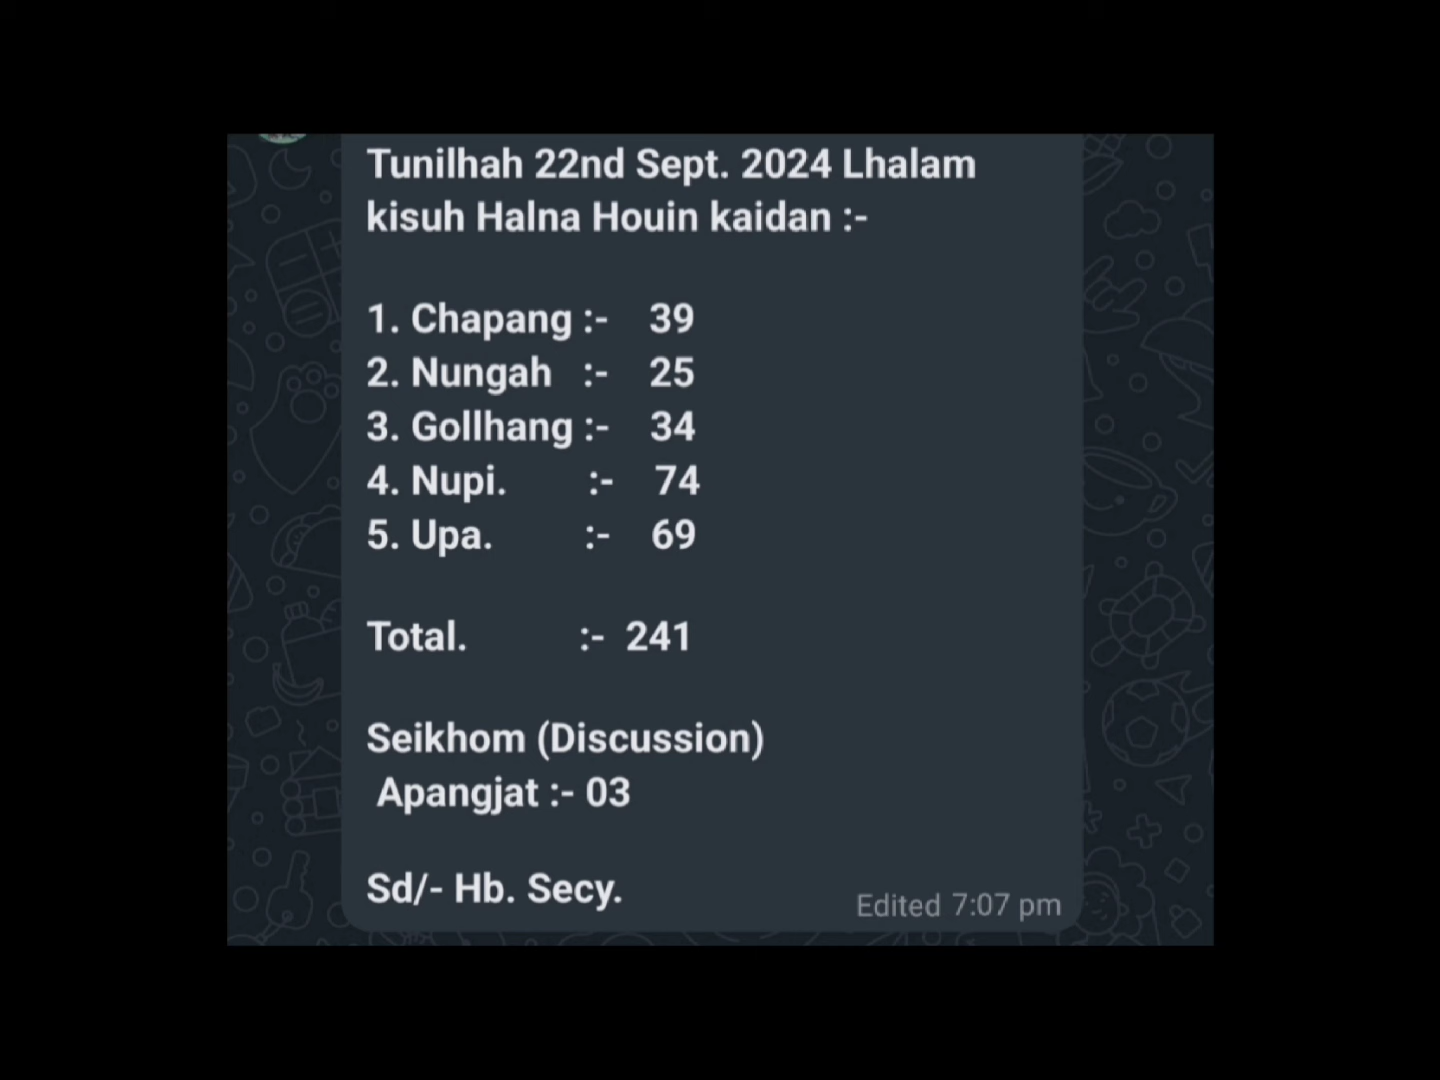 Tunilhah 22nd Sept. 2024 Lhalam
kisuh Halna Houin kaidan :-
1. Chapang :- 39
2. Nungah :- 25
3. Gollhang :- 34
4. Nupi. :- 74
5. Upa. :- 69
Total. :- 241
Seikhom (Discussion)
Apangjat :- 03
Sd/- Hb. Secy.
Edited 7:07 pm